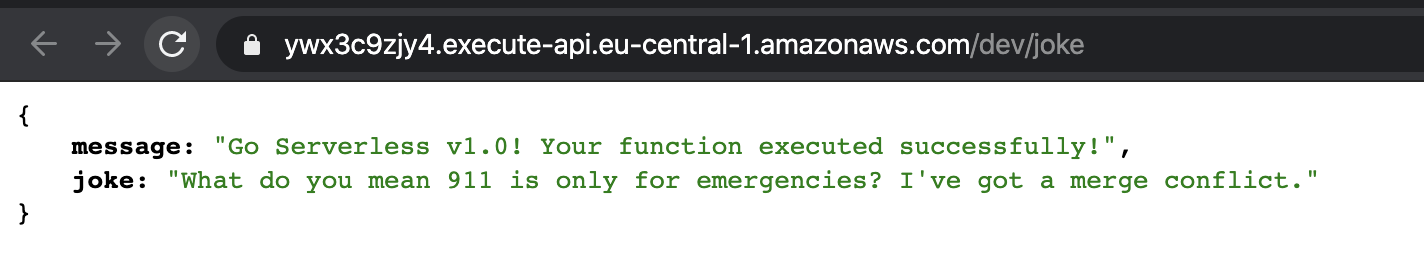 ywx3c9zjy4.execute-api.eu-central-1.amazonaws.com/dev/joke
{
message: "Go Serverless v1.0! Your function executed successfully!",
joke: "What do you mean 911 is only for emergencies? I've got a merge conflict."
}